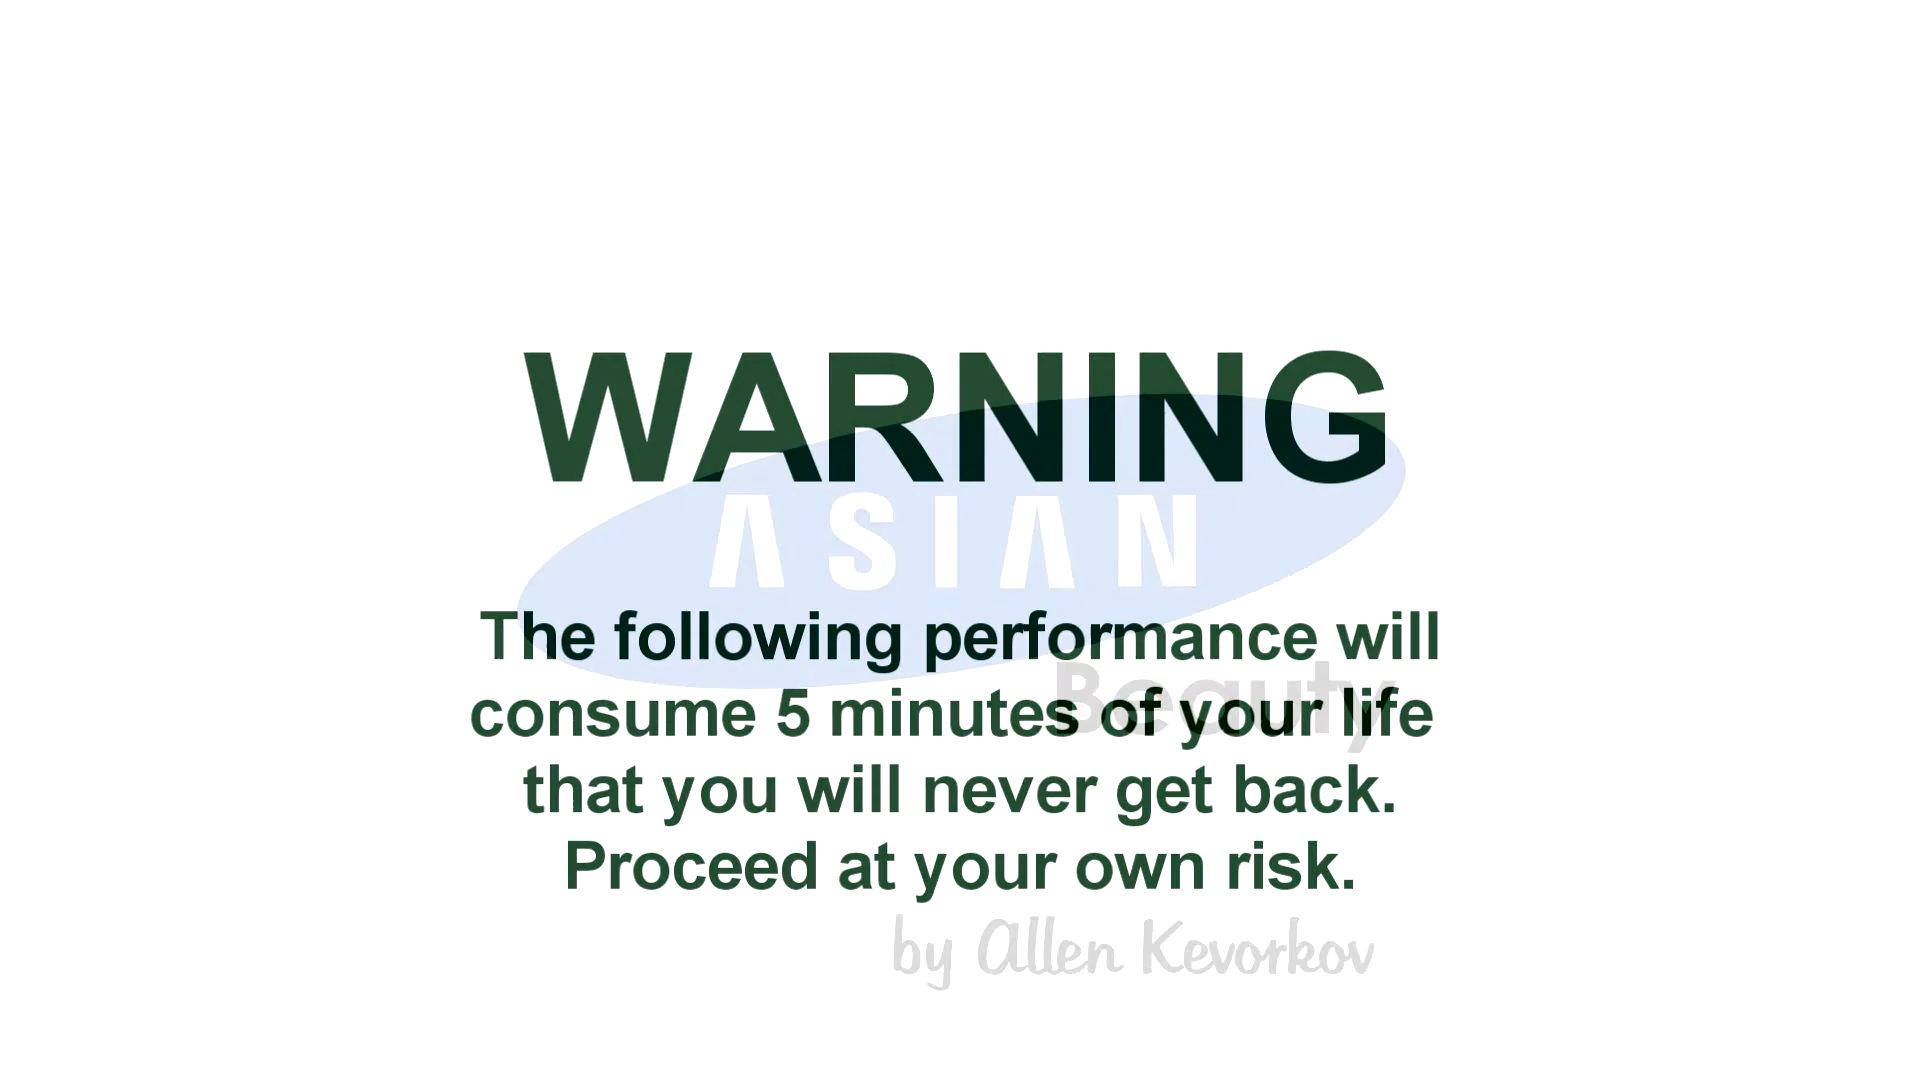 WARNING
ASIAN
The following performance will
Beauty
consume 5 minutes of your life
that you will never get back.
Proceed at your own risk.
by Allen Kevorkov